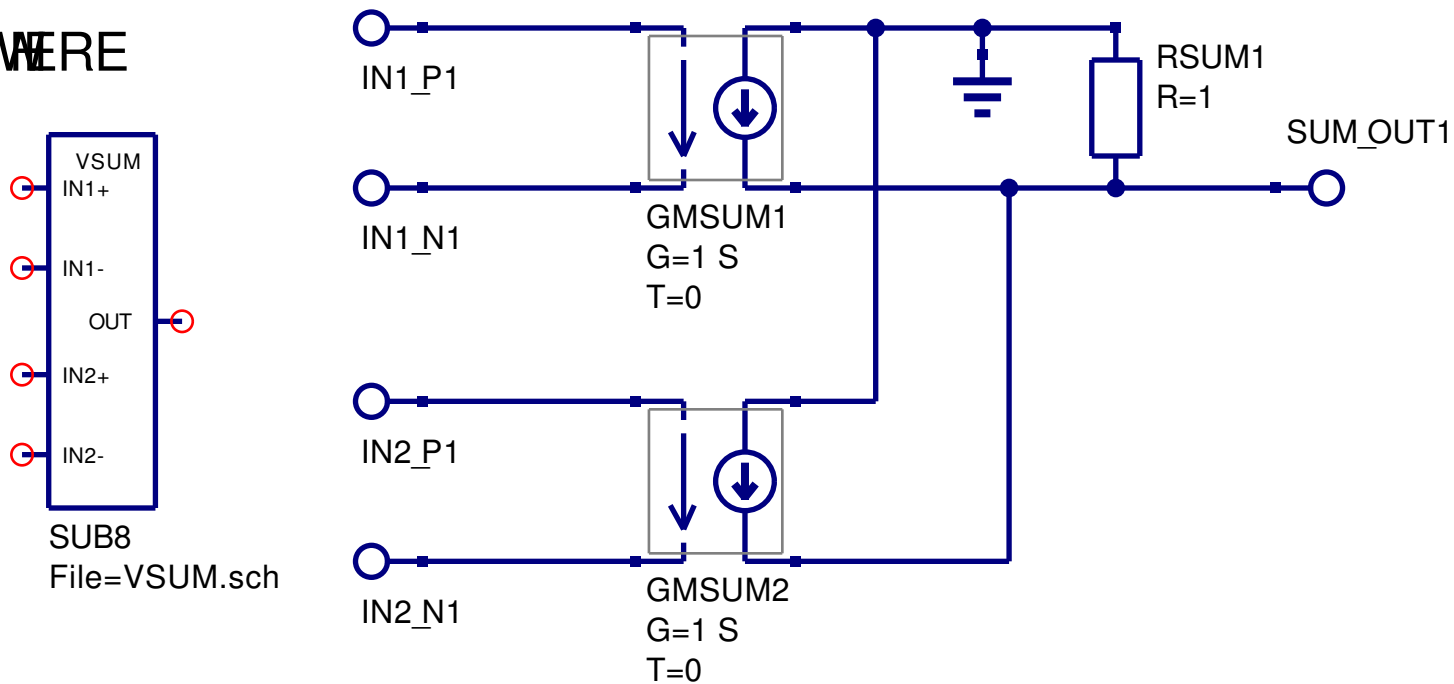 VSUM
IN1+
IN1-
OUT
IN2+
IN2-
SUB8
File=VSUM.sch
IN1_P1
IN1_N1
GMSUM1
G=1 S
T=0
RSUM1
R=1
SUM_OUT1
IN2_P1
IN2_N1
GMSUM2
G=1 S
T=0